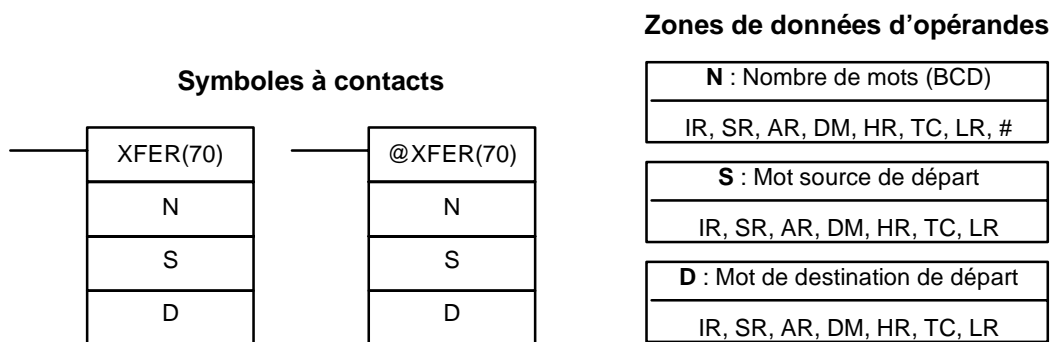 Zones de données d’opérandes
Symboles à contacts
N : Nombre de mots (BCD)
IR, SR, AR, DM, HR, TC, LR, #
XFER(70)
@XFER(70)
S : Mot source de départ
N
N
IR, SR, AR, DM, HR, TC, LR
S
S
D : Mot de destination de départ
D
D
IR, SR, AR, DM, HR, TC, LR